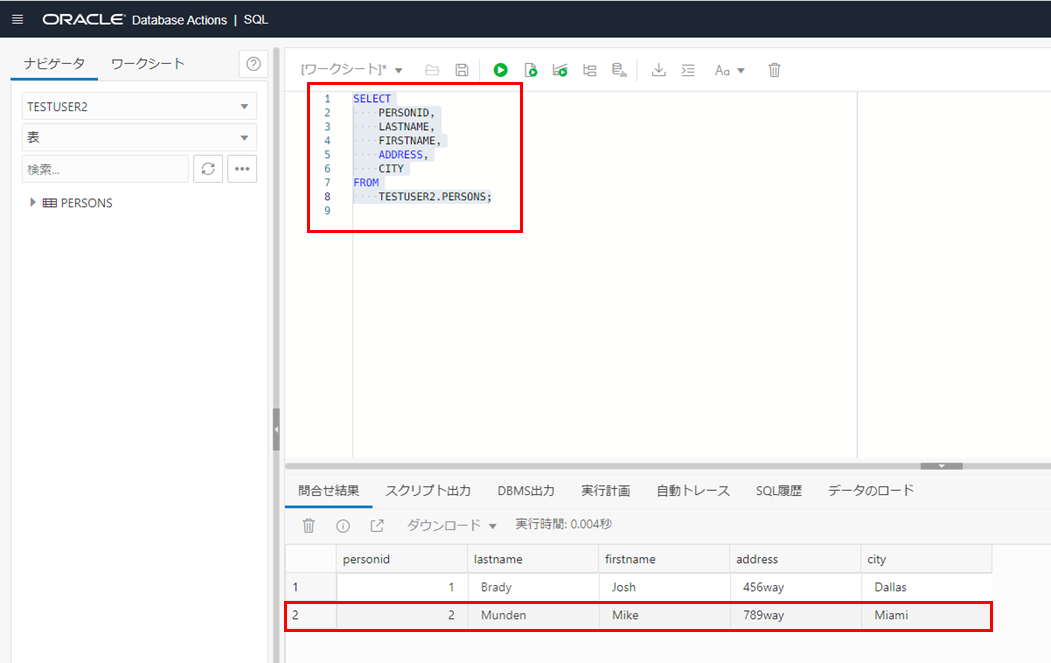 ORACLE Database Actions | SQL
ナビゲータ ワークシート
TESTUSER2
表
検索...
PERSONS
[ワークシート]* Aa
1 SELECT
2 PERSONID,
3 LASTNAME,
4 FIRSTNAME,
5 ADDRESS,
6 CITY
7 FROM
8 TESTUSER2.PERSONS;
9
問合せ結果 スクリプト出力 DBMS出力 実行計画 自動トレース SQL履歴 データのロード
ダウンロード 実行時間: 0.004秒
personid lastname firstname address city
1 1 Brady Josh 456way Dallas
2 2 Munden Mike 789way Miami